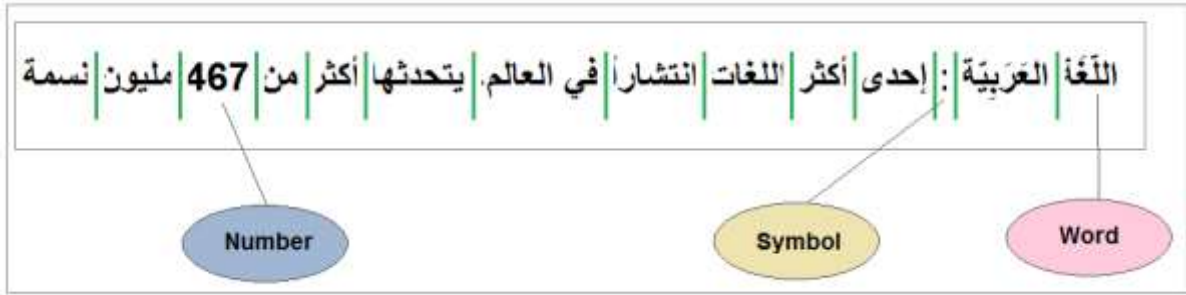 اللّغَة العَرَبِيّة : إحدى أكثر اللغات انتشاراً في العالم. يتحدثها أكثر من 467 مليون نسمة
Number Symbol Word